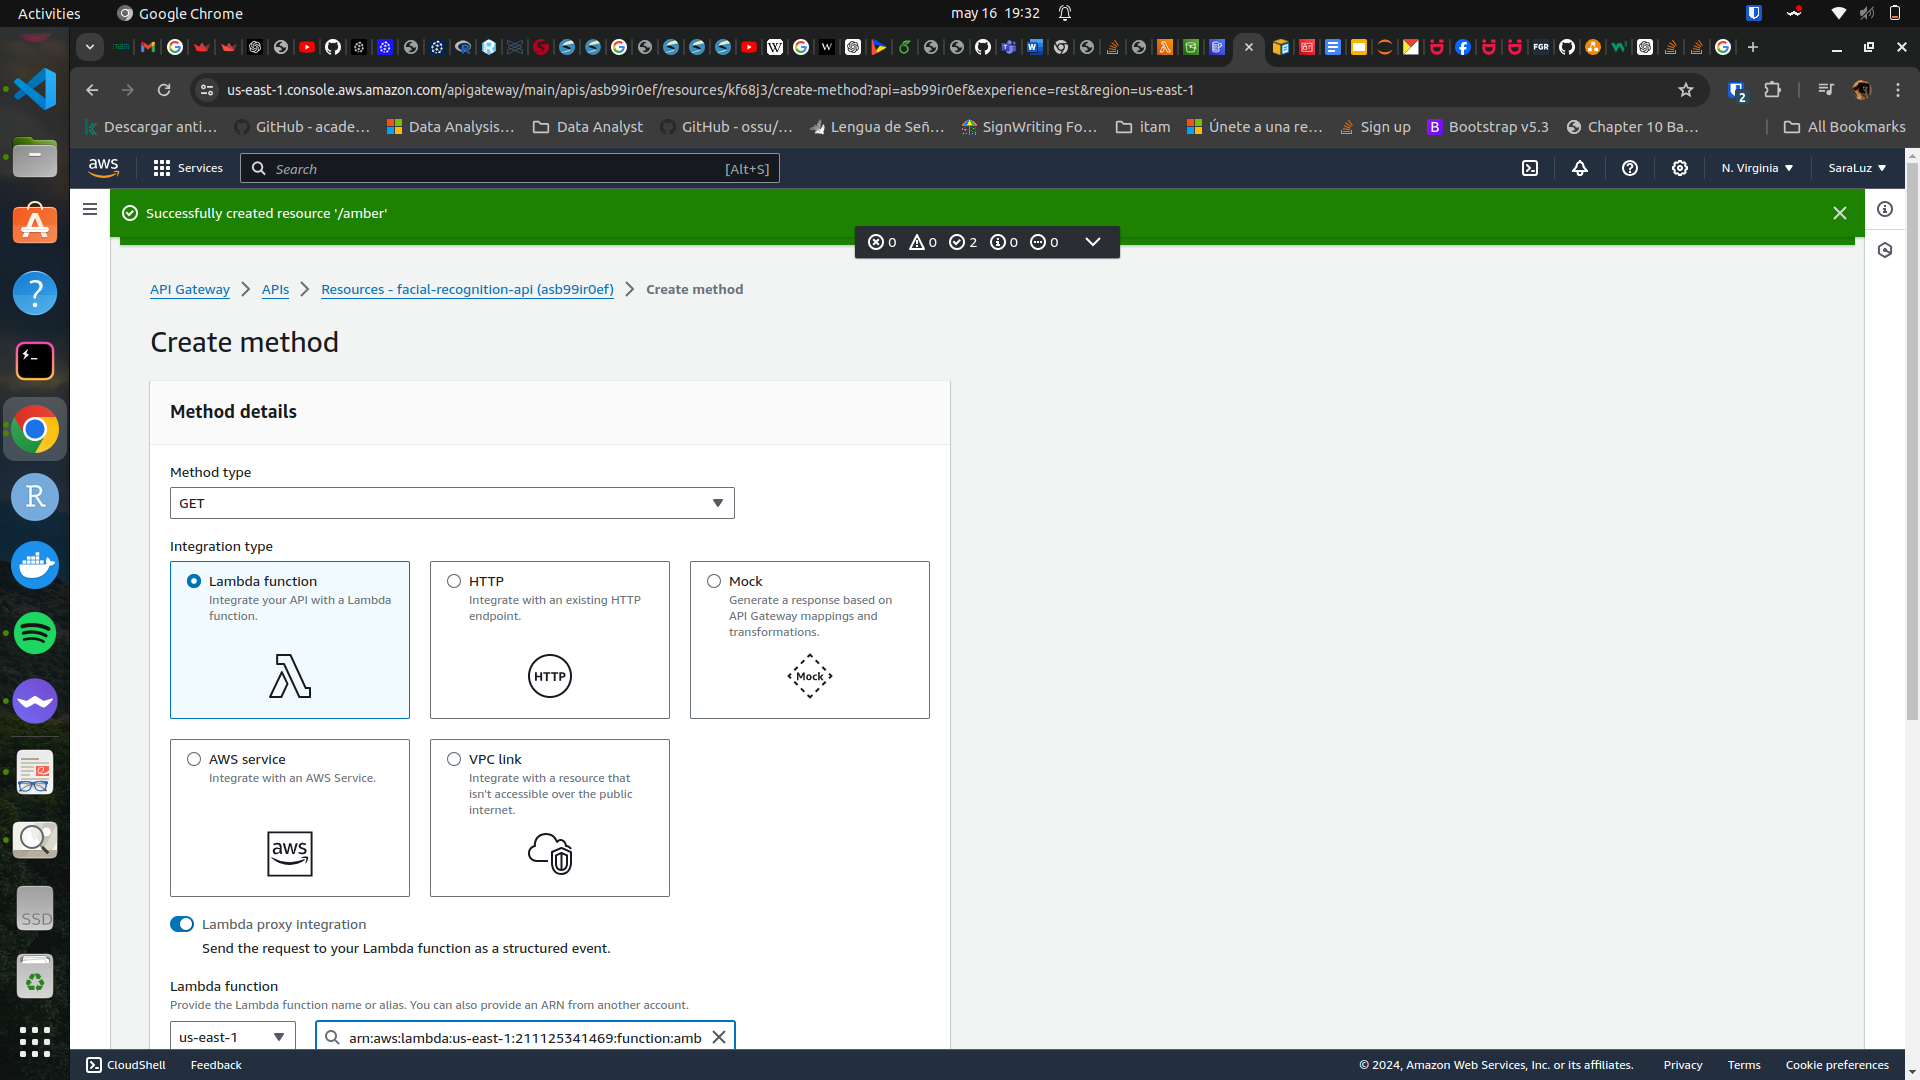 Activities
Google Chrome
may 16 19:32
us-east-1.console.aws.amazon.com/apigateway/main/apis/asb99ir0ef/resources/kf68j3/create-method?api=asb99ir0ef&experience=rest&region=us-east-1
2
Descargar anti…
GitHub - acade…
Data Analysis…
Data Analyst
GitHub - ossu/…
Lengua de Señ…
SignWriting Fo…
itam
Únete a una re…
Sign up
Bootstrap v5.3
Chapter 10 Ba…
All Bookmarks
aws
Services
Search
[Alt+S]
N. Virginia
SaraLuz
Successfully created resource '/amber'
0 0 2 0 0
API Gateway
APIs
Resources - facial-recognition-api (asb99ir0ef)
Create method
Create method
Method details
Method type
GET
Integration type
Lambda function
Integrate your API with a Lambda
function.
HTTP
Integrate with an existing HTTP
endpoint.
HTTP
Mock
Generate a response based on
API Gateway mappings and
transformations.
Mock
AWS service
Integrate with an AWS Service.
aws
VPC link
Integrate with a resource that
isn't accessible over the public
internet.
Lambda proxy integration
Send the request to your Lambda function as a structured event.
Lambda function
Provide the Lambda function name or alias. You can also provide an ARN from another account.
us-east-1
arn:aws:lambda:us-east-1:211125341469:function:amb
SSD
CloudShell
Feedback
© 2024, Amazon Web Services, Inc. or its affiliates.
Privacy
Terms
Cookie preferences